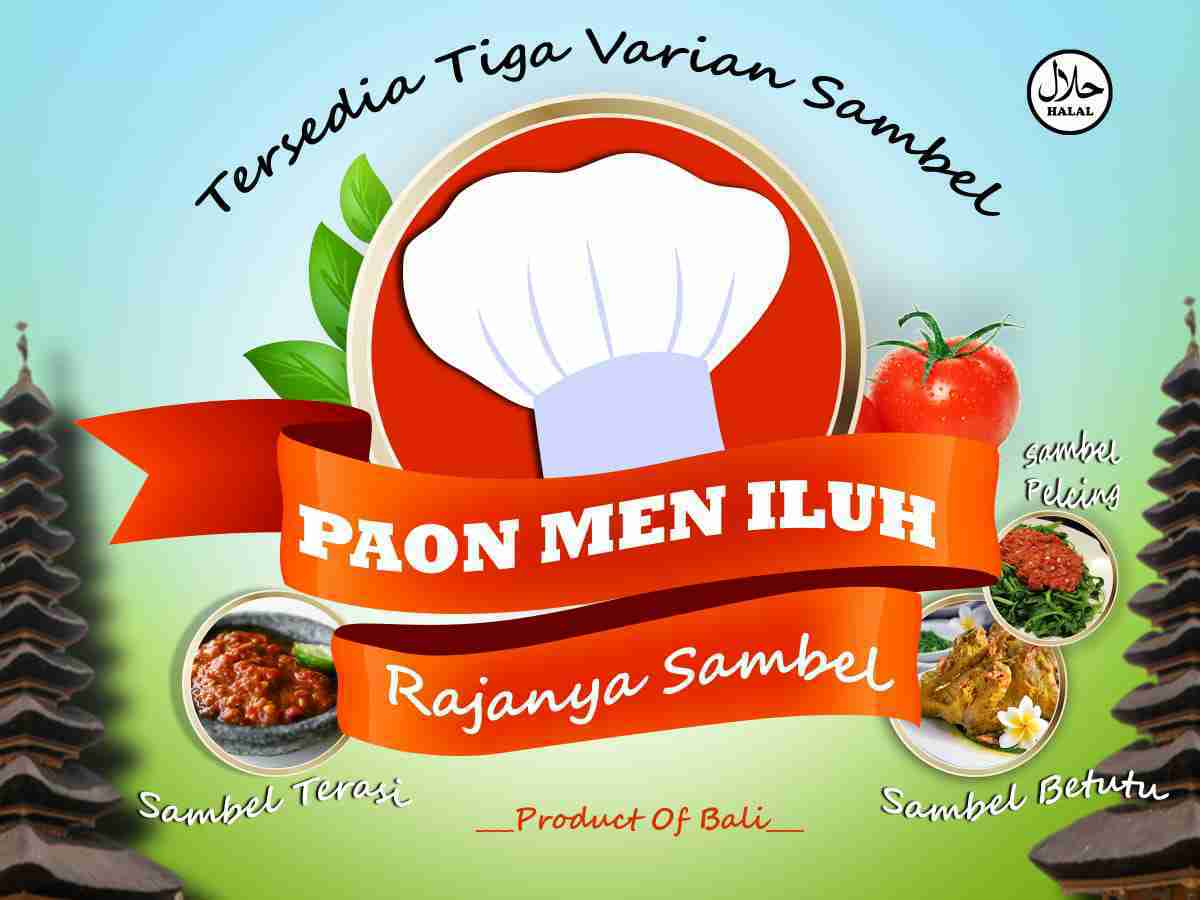 Tersedia Tiga Varian Sambel
حلال
HALAL
sambel
Pelcing
PAON MEN ILUH
Rajanya Sambel
Sambel Terasi
Sambel Betutu
__Product Of Bali__